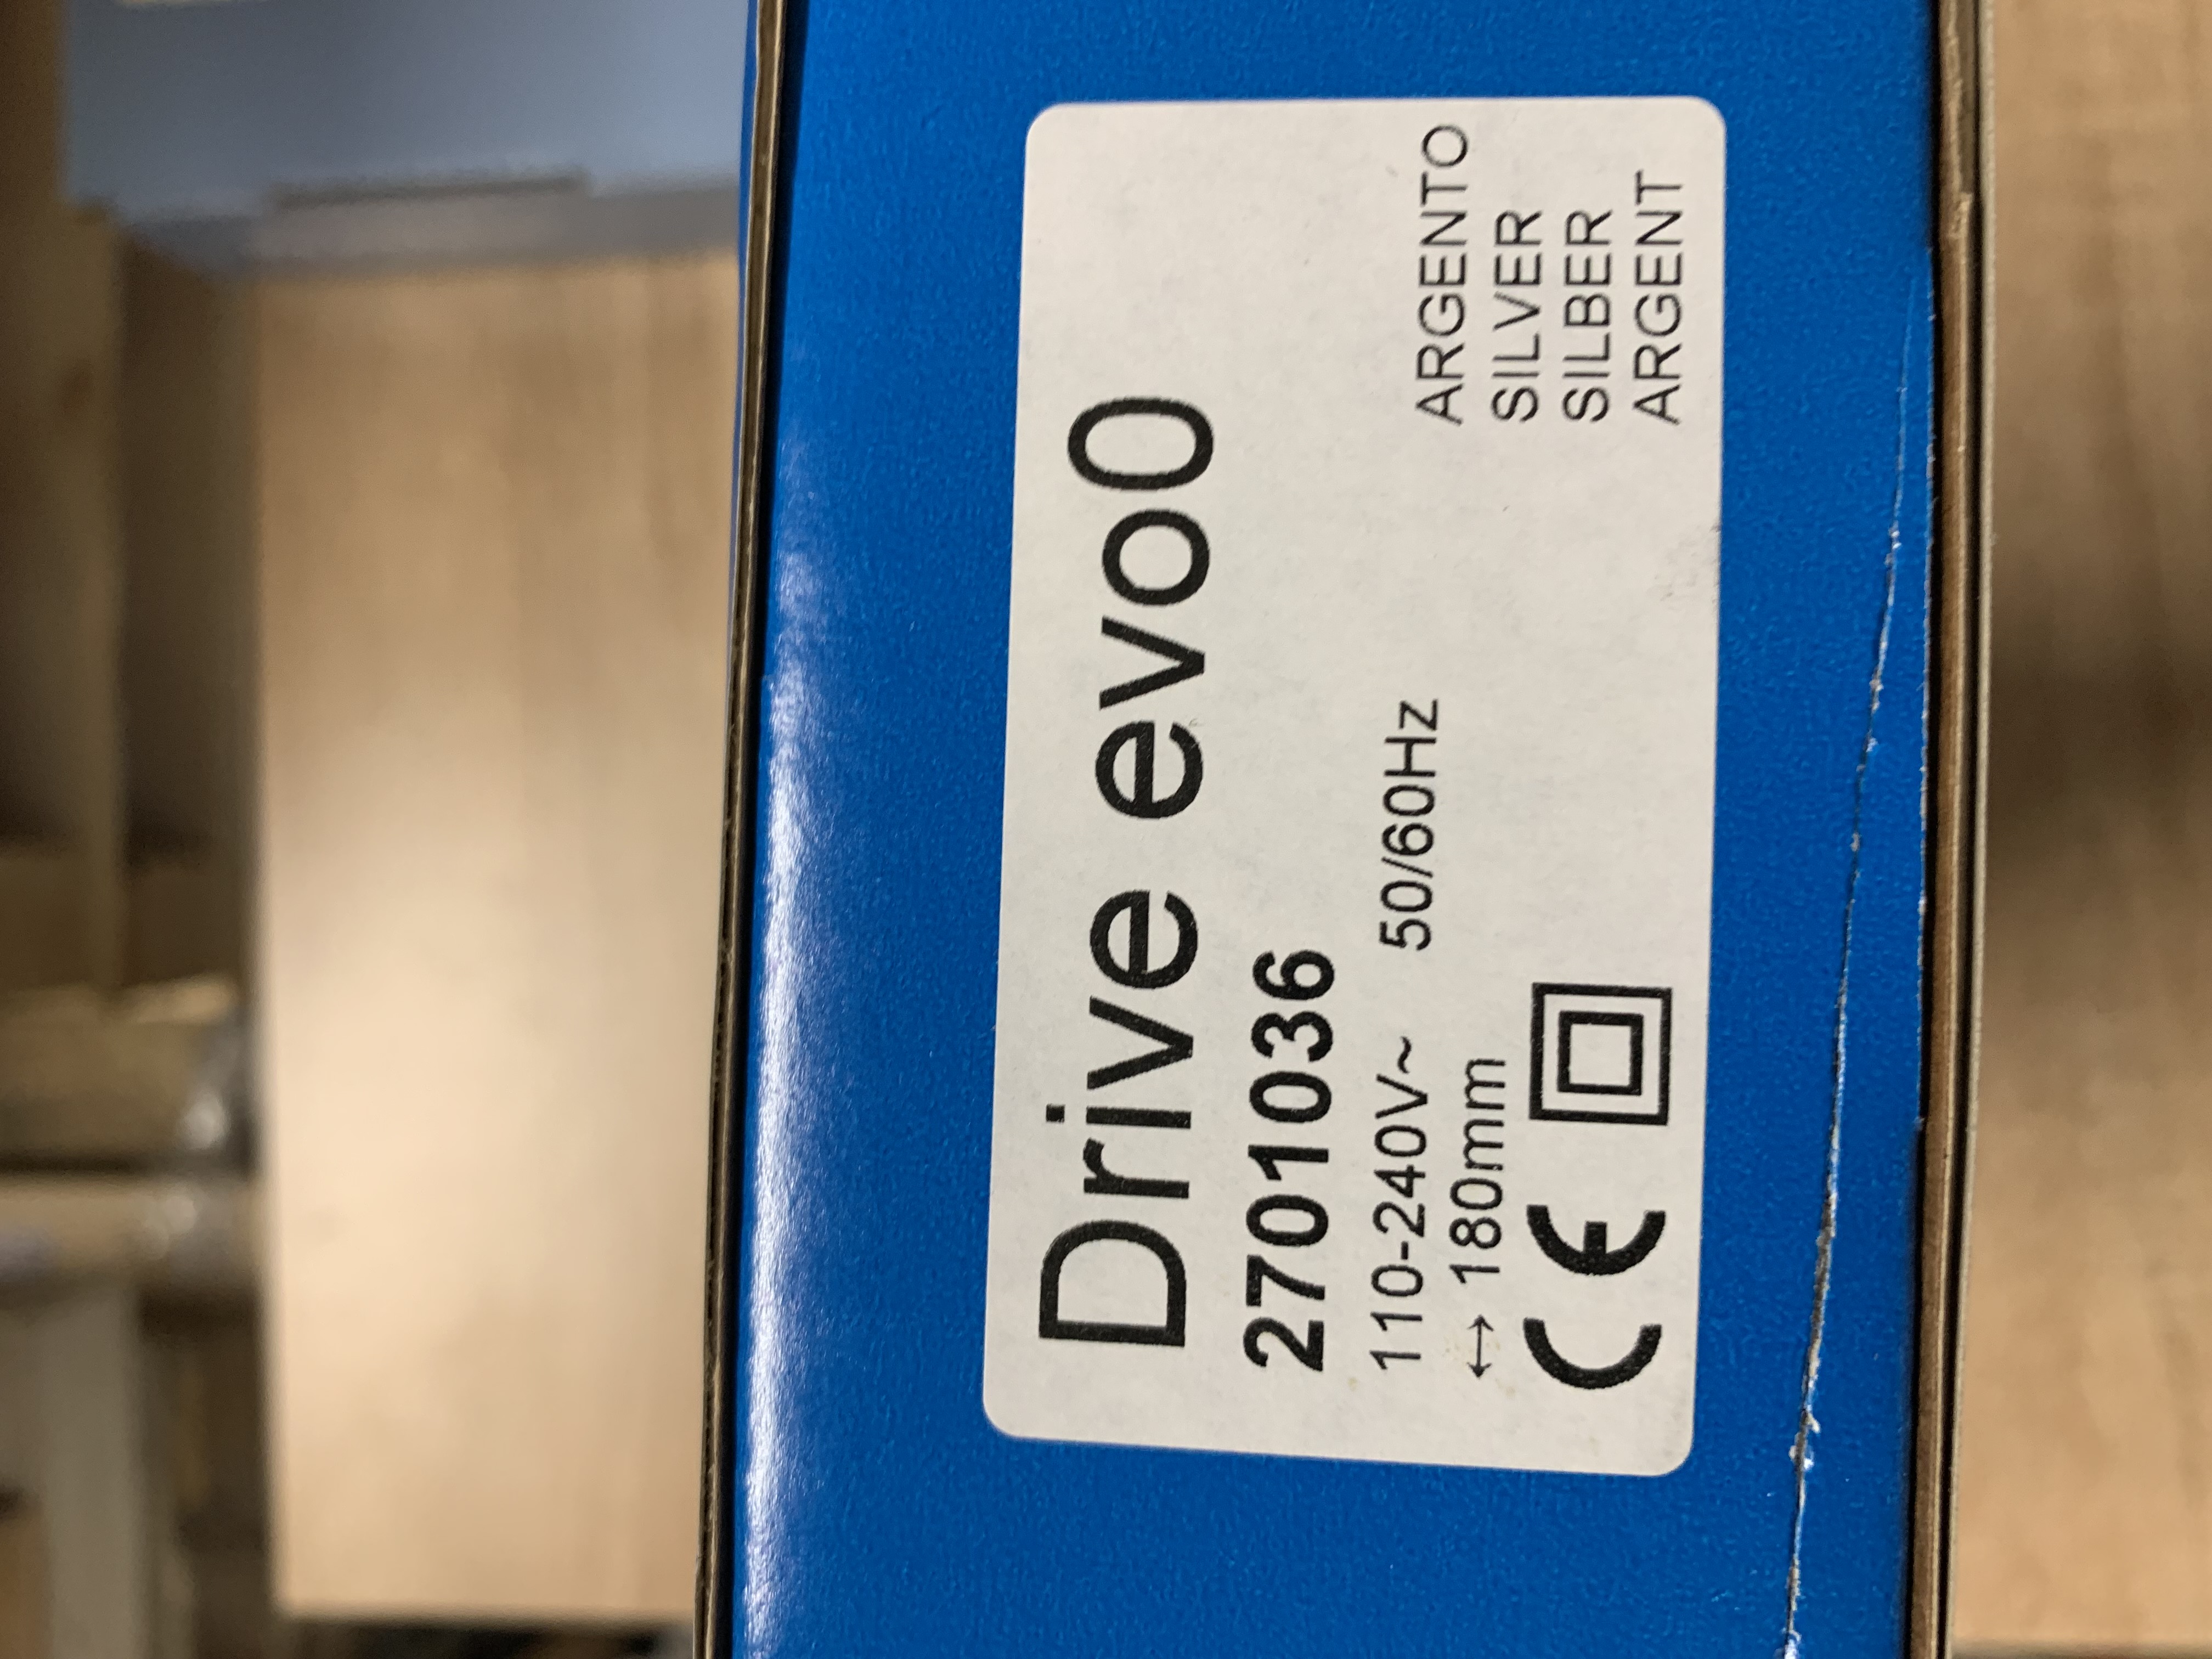 Drive evo0
2701036
110-240V~ 50/60Hz
↔ 180mm
CE
ARGENTO
SILVER
SILBER
ARGENT